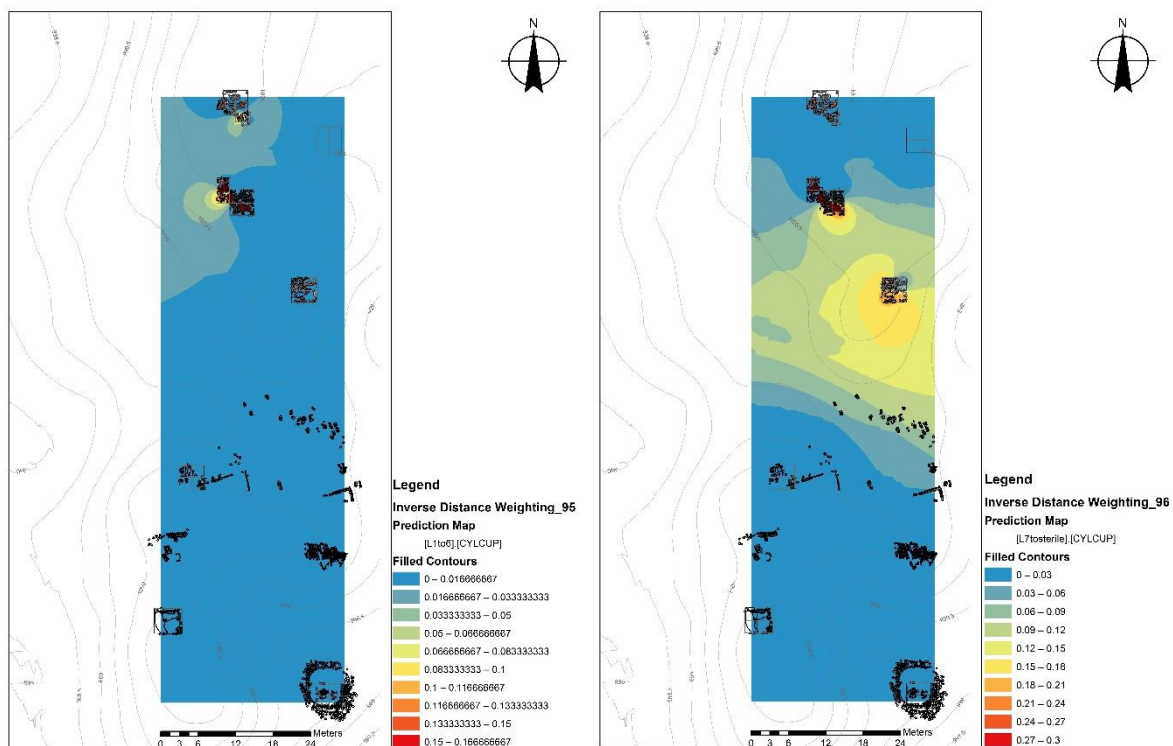 N
Legend
Inverse Distance Weighting_95
Prediction Map
[L1to6].[CYLCUP]
Filled Contours
0 – 0.016666667
0.016666667 – 0.033333333
0.033333333 – 0.05
0.05 – 0.066666667
0.066666667 – 0.083333333
0.083333333 – 0.1
0.1 – 0.116666667
0.116666667 – 0.133333333
0.133333333 – 0.15
0.15 – 0.166666667
Meters
0 3 6 12 18 24
N
Legend
Inverse Distance Weighting_96
Prediction Map
[L7tosterile].[CYLCUP]
Filled Contours
0 – 0.03
0.03 – 0.06
0.06 – 0.09
0.09 – 0.12
0.12 – 0.15
0.15 – 0.18
0.18 – 0.21
0.21 – 0.24
0.24 – 0.27
0.27 – 0.3
Meters
0 3 6 12 18 24